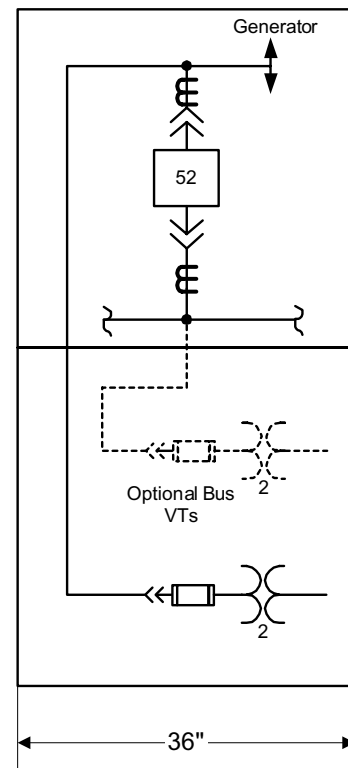 Generator
52
2
Optional Bus
VTs
2
36"